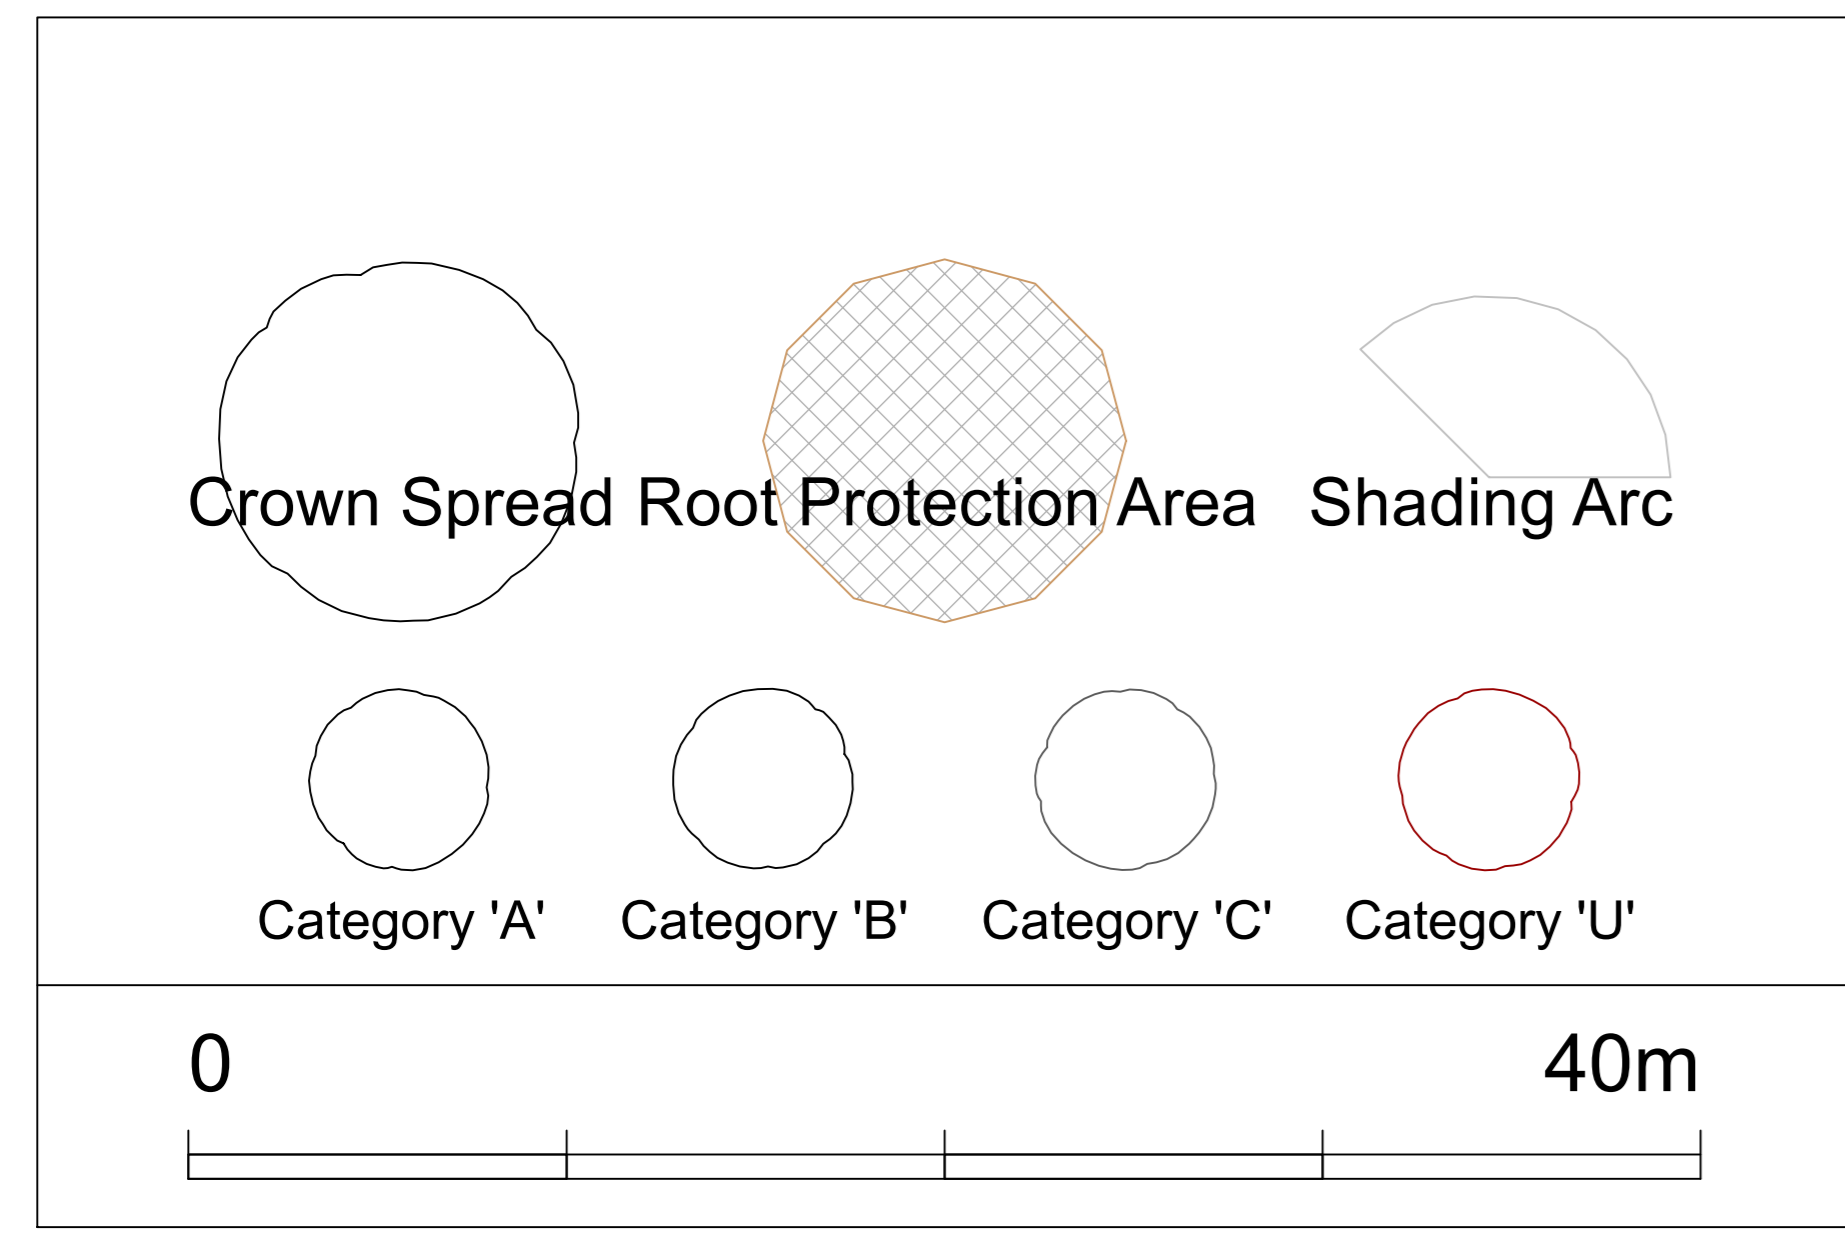 Crown Spread Root Protection Area Shading Arc
Category 'A' Category 'B' Category 'C' Category 'U'
0 40m